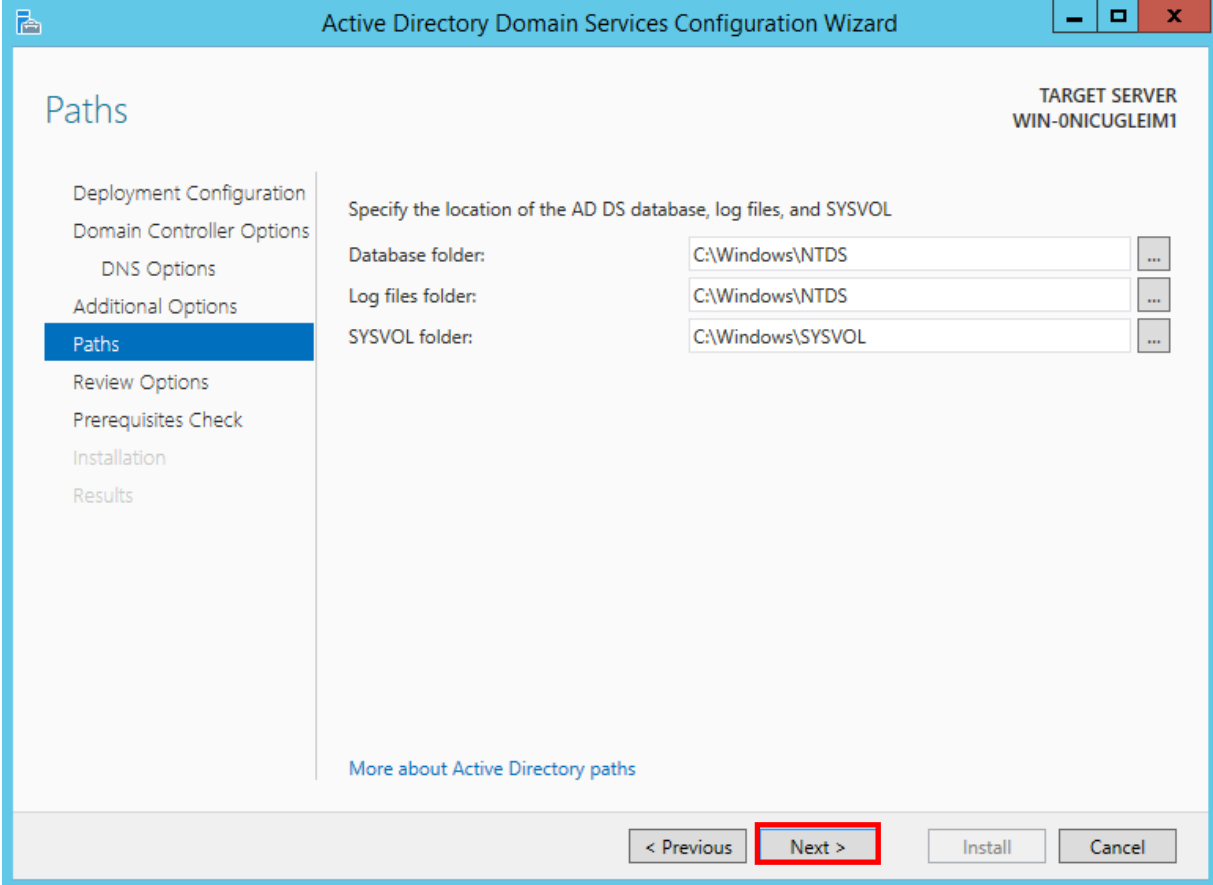 Active Directory Domain Services Configuration Wizard
Paths
TARGET SERVER
WIN-0NICUGLEIM1
Deployment Configuration
Domain Controller Options
DNS Options
Additional Options
Paths
Review Options
Prerequisites Check
Installation
Results
Specify the location of the AD DS database, log files, and SYSVOL
Database folder: C:\Windows\NTDS ...
Log files folder: C:\Windows\NTDS ...
SYSVOL folder: C:\Windows\SYSVOL ...
More about Active Directory paths
< Previous Next > Install Cancel